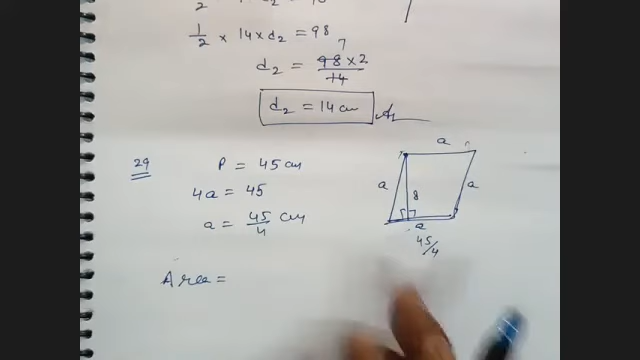 1/2 × 14 × d₂ = 98
7
d₂ = 98 × 2 / 14
d₂ = 14 cm
29
P = 45 cm
4a = 45
a = 45/4 cm
a
a
a
8
a
45/4
Area =